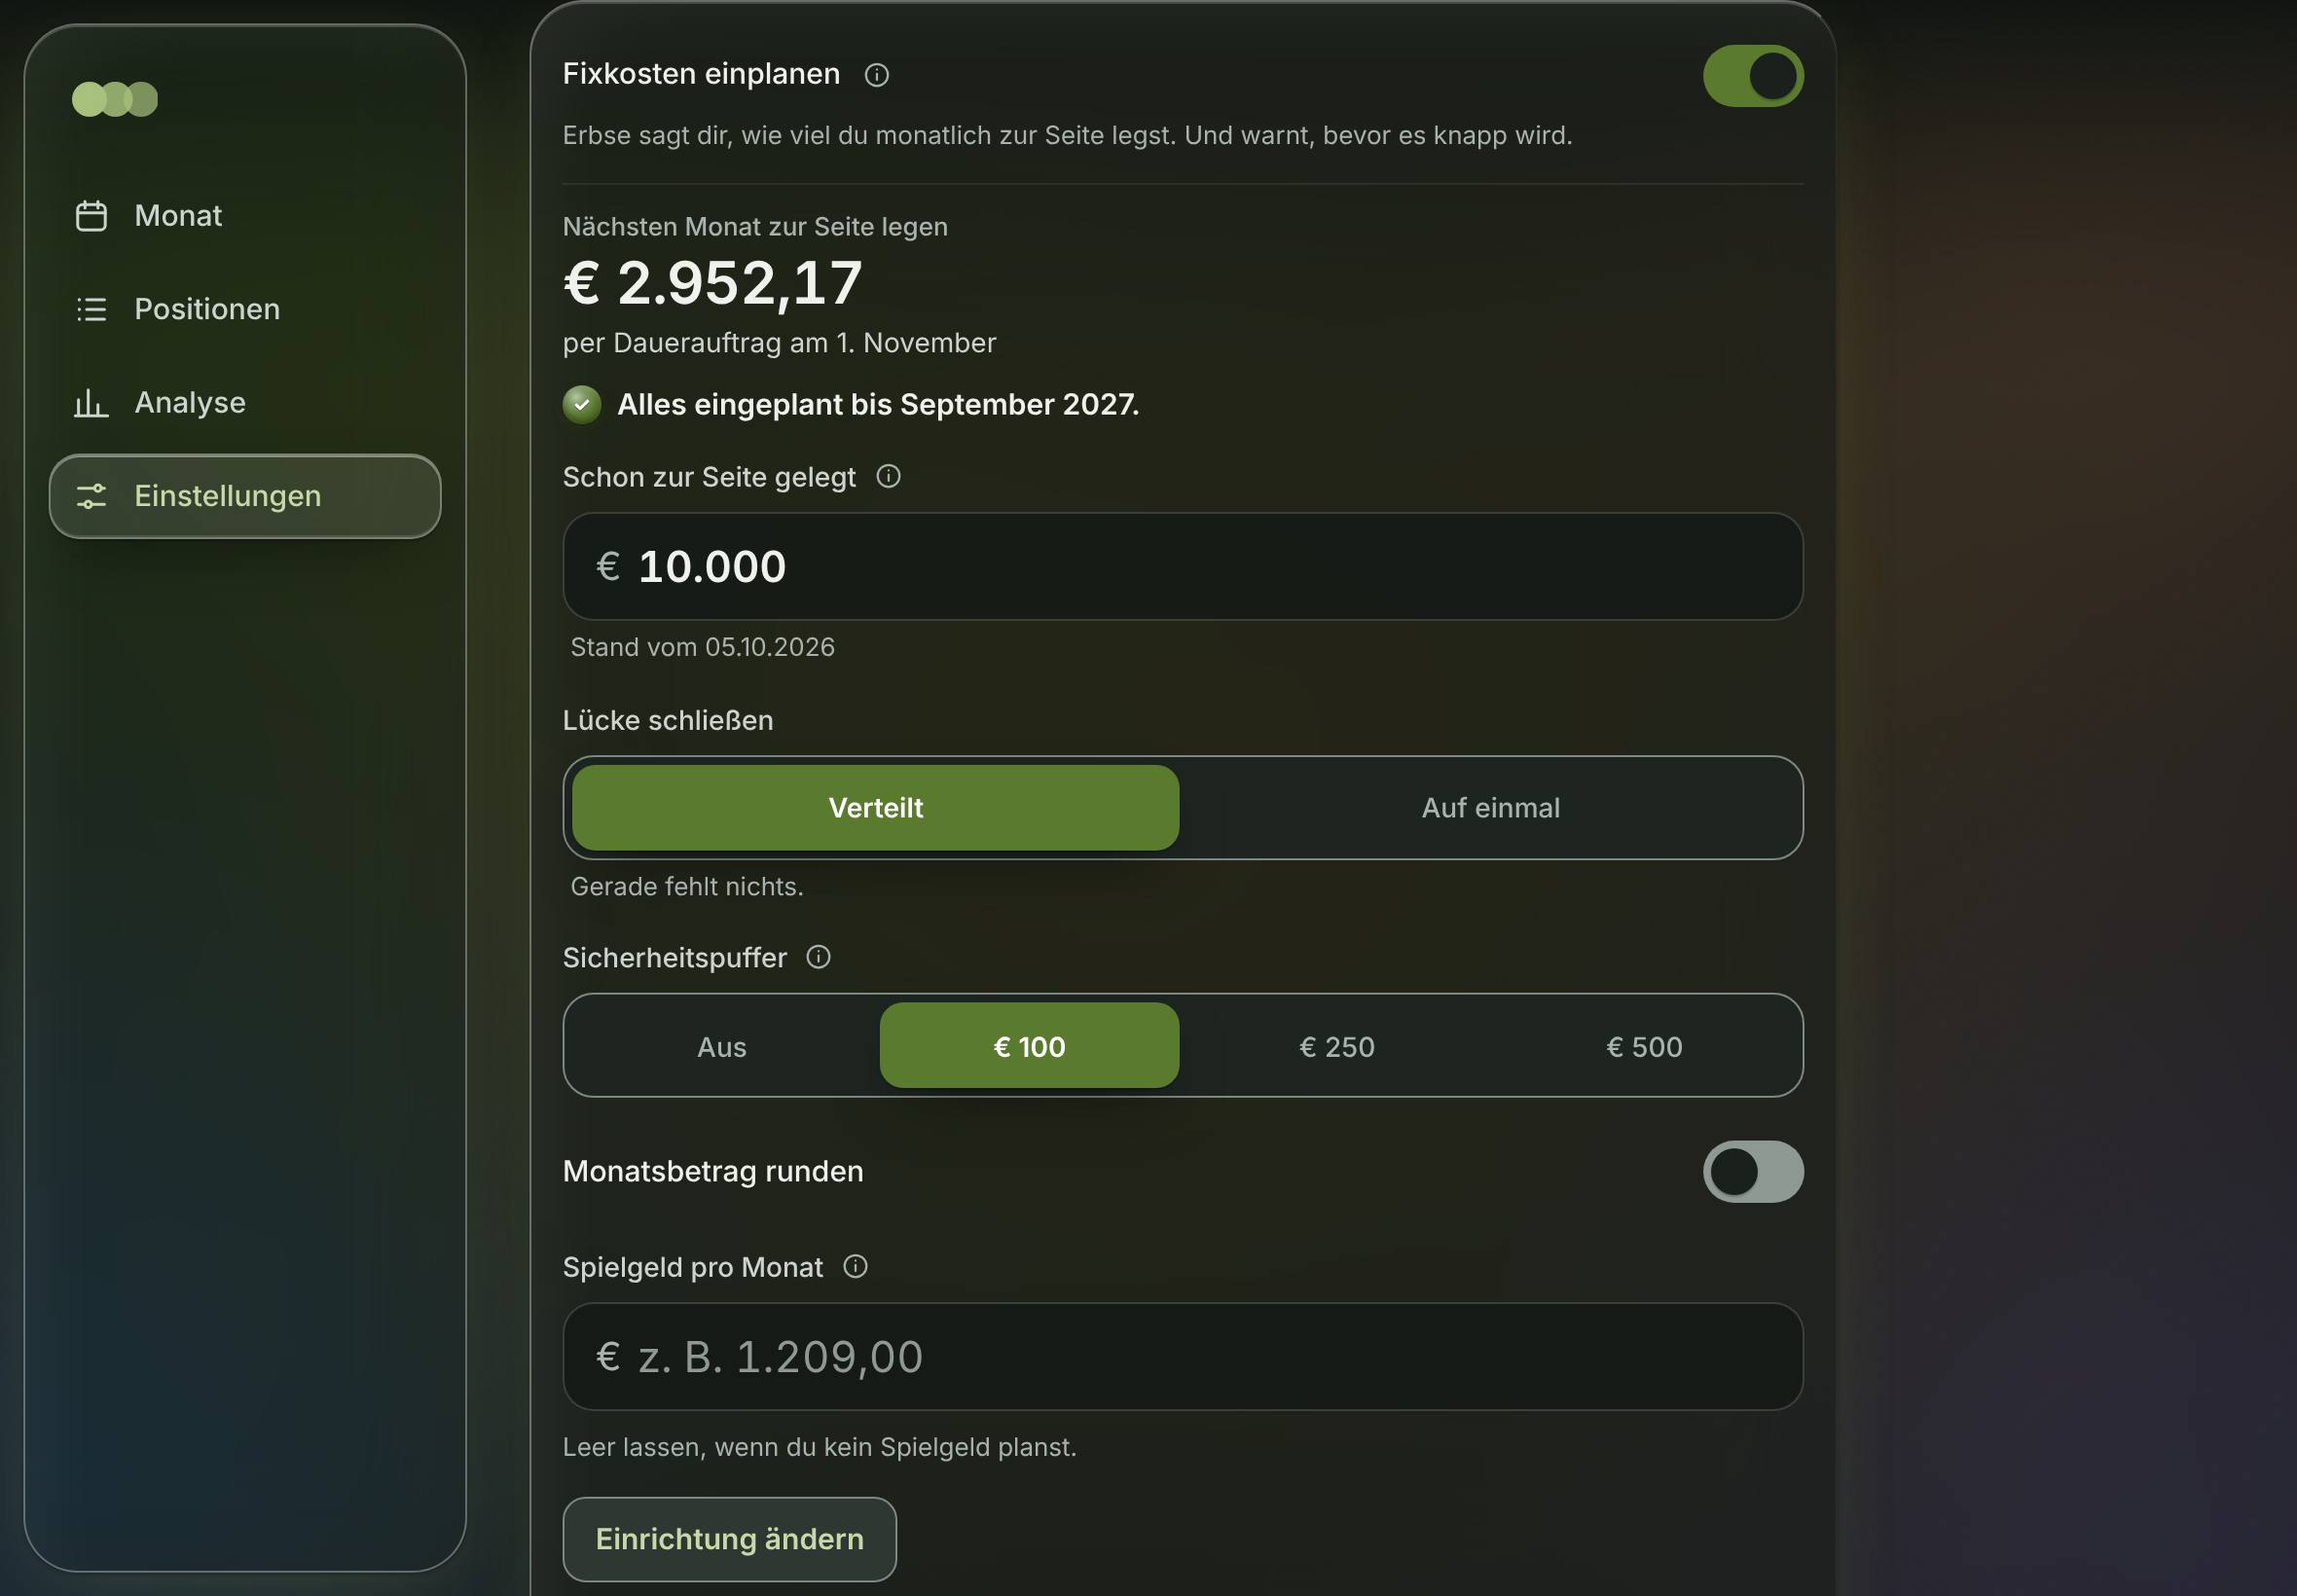 Monat
Positionen
Analyse
Einstellungen
Fixkosten einplanen
Erbse sagt dir, wie viel du monatlich zur Seite legst. Und warnt, bevor es knapp wird.
Nächsten Monat zur Seite legen
€ 2.952,17
per Dauerauftrag am 1. November
Alles eingeplant bis September 2027.
Schon zur Seite gelegt
€ 10.000
Stand vom 05.10.2026
Lücke schließen
Verteilt Auf einmal
Gerade fehlt nichts.
Sicherheitspuffer
Aus € 100 € 250 € 500
Monatsbetrag runden
Spielgeld pro Monat
€ z. B. 1.209,00
Leer lassen, wenn du kein Spielgeld planst.
Einrichtung ändern